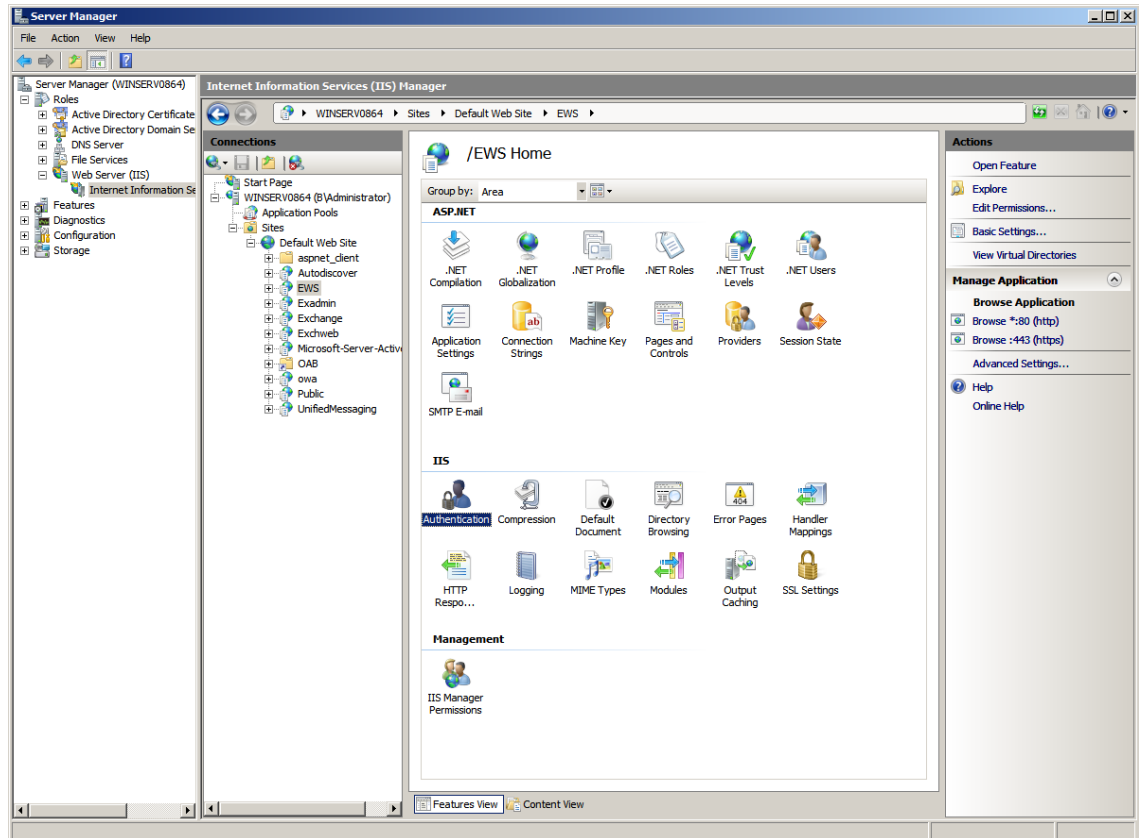 Server Manager
File Action View Help
Server Manager (WINSERV0864)
Roles
Active Directory Certificate
Active Directory Domain Se
DNS Server
File Services
Web Server (IIS)
Internet Information Se
Features
Diagnostics
Configuration
Storage
Internet Information Services (IIS) Manager
WINSERV0864 Sites Default Web Site EWS
Connections
Start Page
WINSERV0864 (B\Administrator)
Application Pools
Sites
Default Web Site
aspnet_client
Autodiscover
EWS
Exadmin
Exchange
Exchweb
Microsoft-Server-Activ
OAB
owa
Public
UnifiedMessaging
/EWS Home
Group by: Area
ASP.NET
.NET Compilation
.NET Globalization
.NET Profile
.NET Roles
.NET Trust Levels
.NET Users
Application Settings
Connection Strings
ab
Machine Key
Pages and Controls
Providers
Session State
SMTP E-mail
IIS
Authentication
Compression
Default Document
Directory Browsing
404
Error Pages
Handler Mappings
HTTP Respo...
Logging
MIME Types
Modules
Output Caching
SSL Settings
Management
IIS Manager Permissions
Features View
Content View
Actions
Open Feature
Explore
Edit Permissions...
Basic Settings...
View Virtual Directories
Manage Application
Browse Application
Browse *:80 (http)
Browse :443 (https)
Advanced Settings...
Help
Online Help